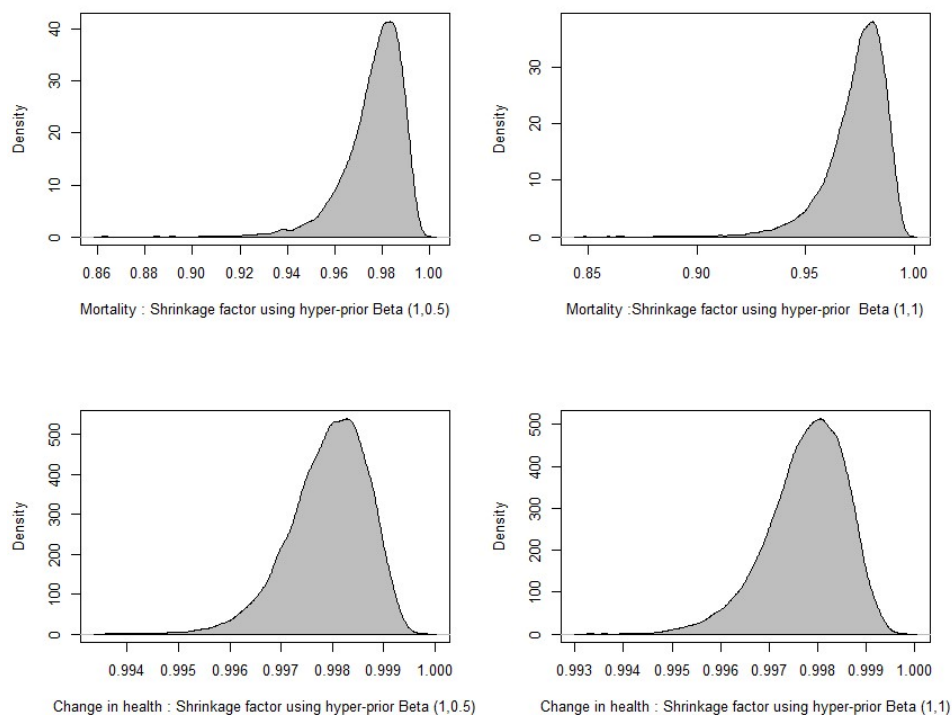 40
30
20
10
0
Density
0.86 0.88 0.90 0.92 0.94 0.96 0.98 1.00
Mortality : Shrinkage factor using hyper-prior Beta (1,0.5)
30
20
10
0
Density
0.85 0.90 0.95 1.00
Mortality :Shrinkage factor using hyper-prior Beta (1,1)
500
400
300
200
100
0
Density
0.994 0.995 0.996 0.997 0.998 0.999 1.000
Change in health : Shrinkage factor using hyper-prior Beta (1,0.5)
500
400
300
200
100
0
Density
0.993 0.994 0.995 0.996 0.997 0.998 0.999 1.000
Change in health : Shrinkage factor using hyper-prior Beta (1,1)